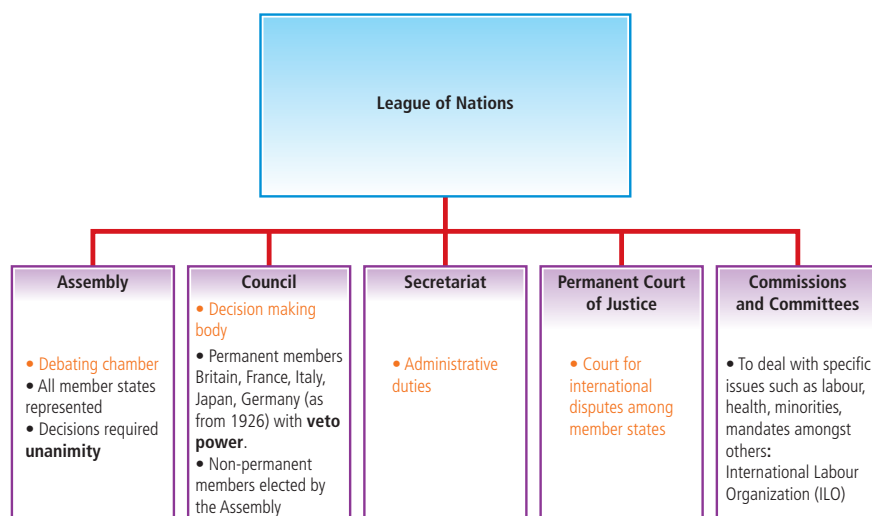 League of Nations
Assembly
• Debating chamber
• All member states
represented
• Decisions required
unanimity
Council
• Decision making
body
• Permanent members
Britain, France, Italy,
Japan, Germany (as
from 1926) with veto
power.
• Non-permanent
members elected by
the Assembly
Secretariat
• Administrative
duties
Permanent Court
of Justice
• Court for
international
disputes among
member states
Commissions
and Committees
• To deal with specific
issues such as labour,
health, minorities,
mandates amongst
others:
International Labour
Organization (ILO)